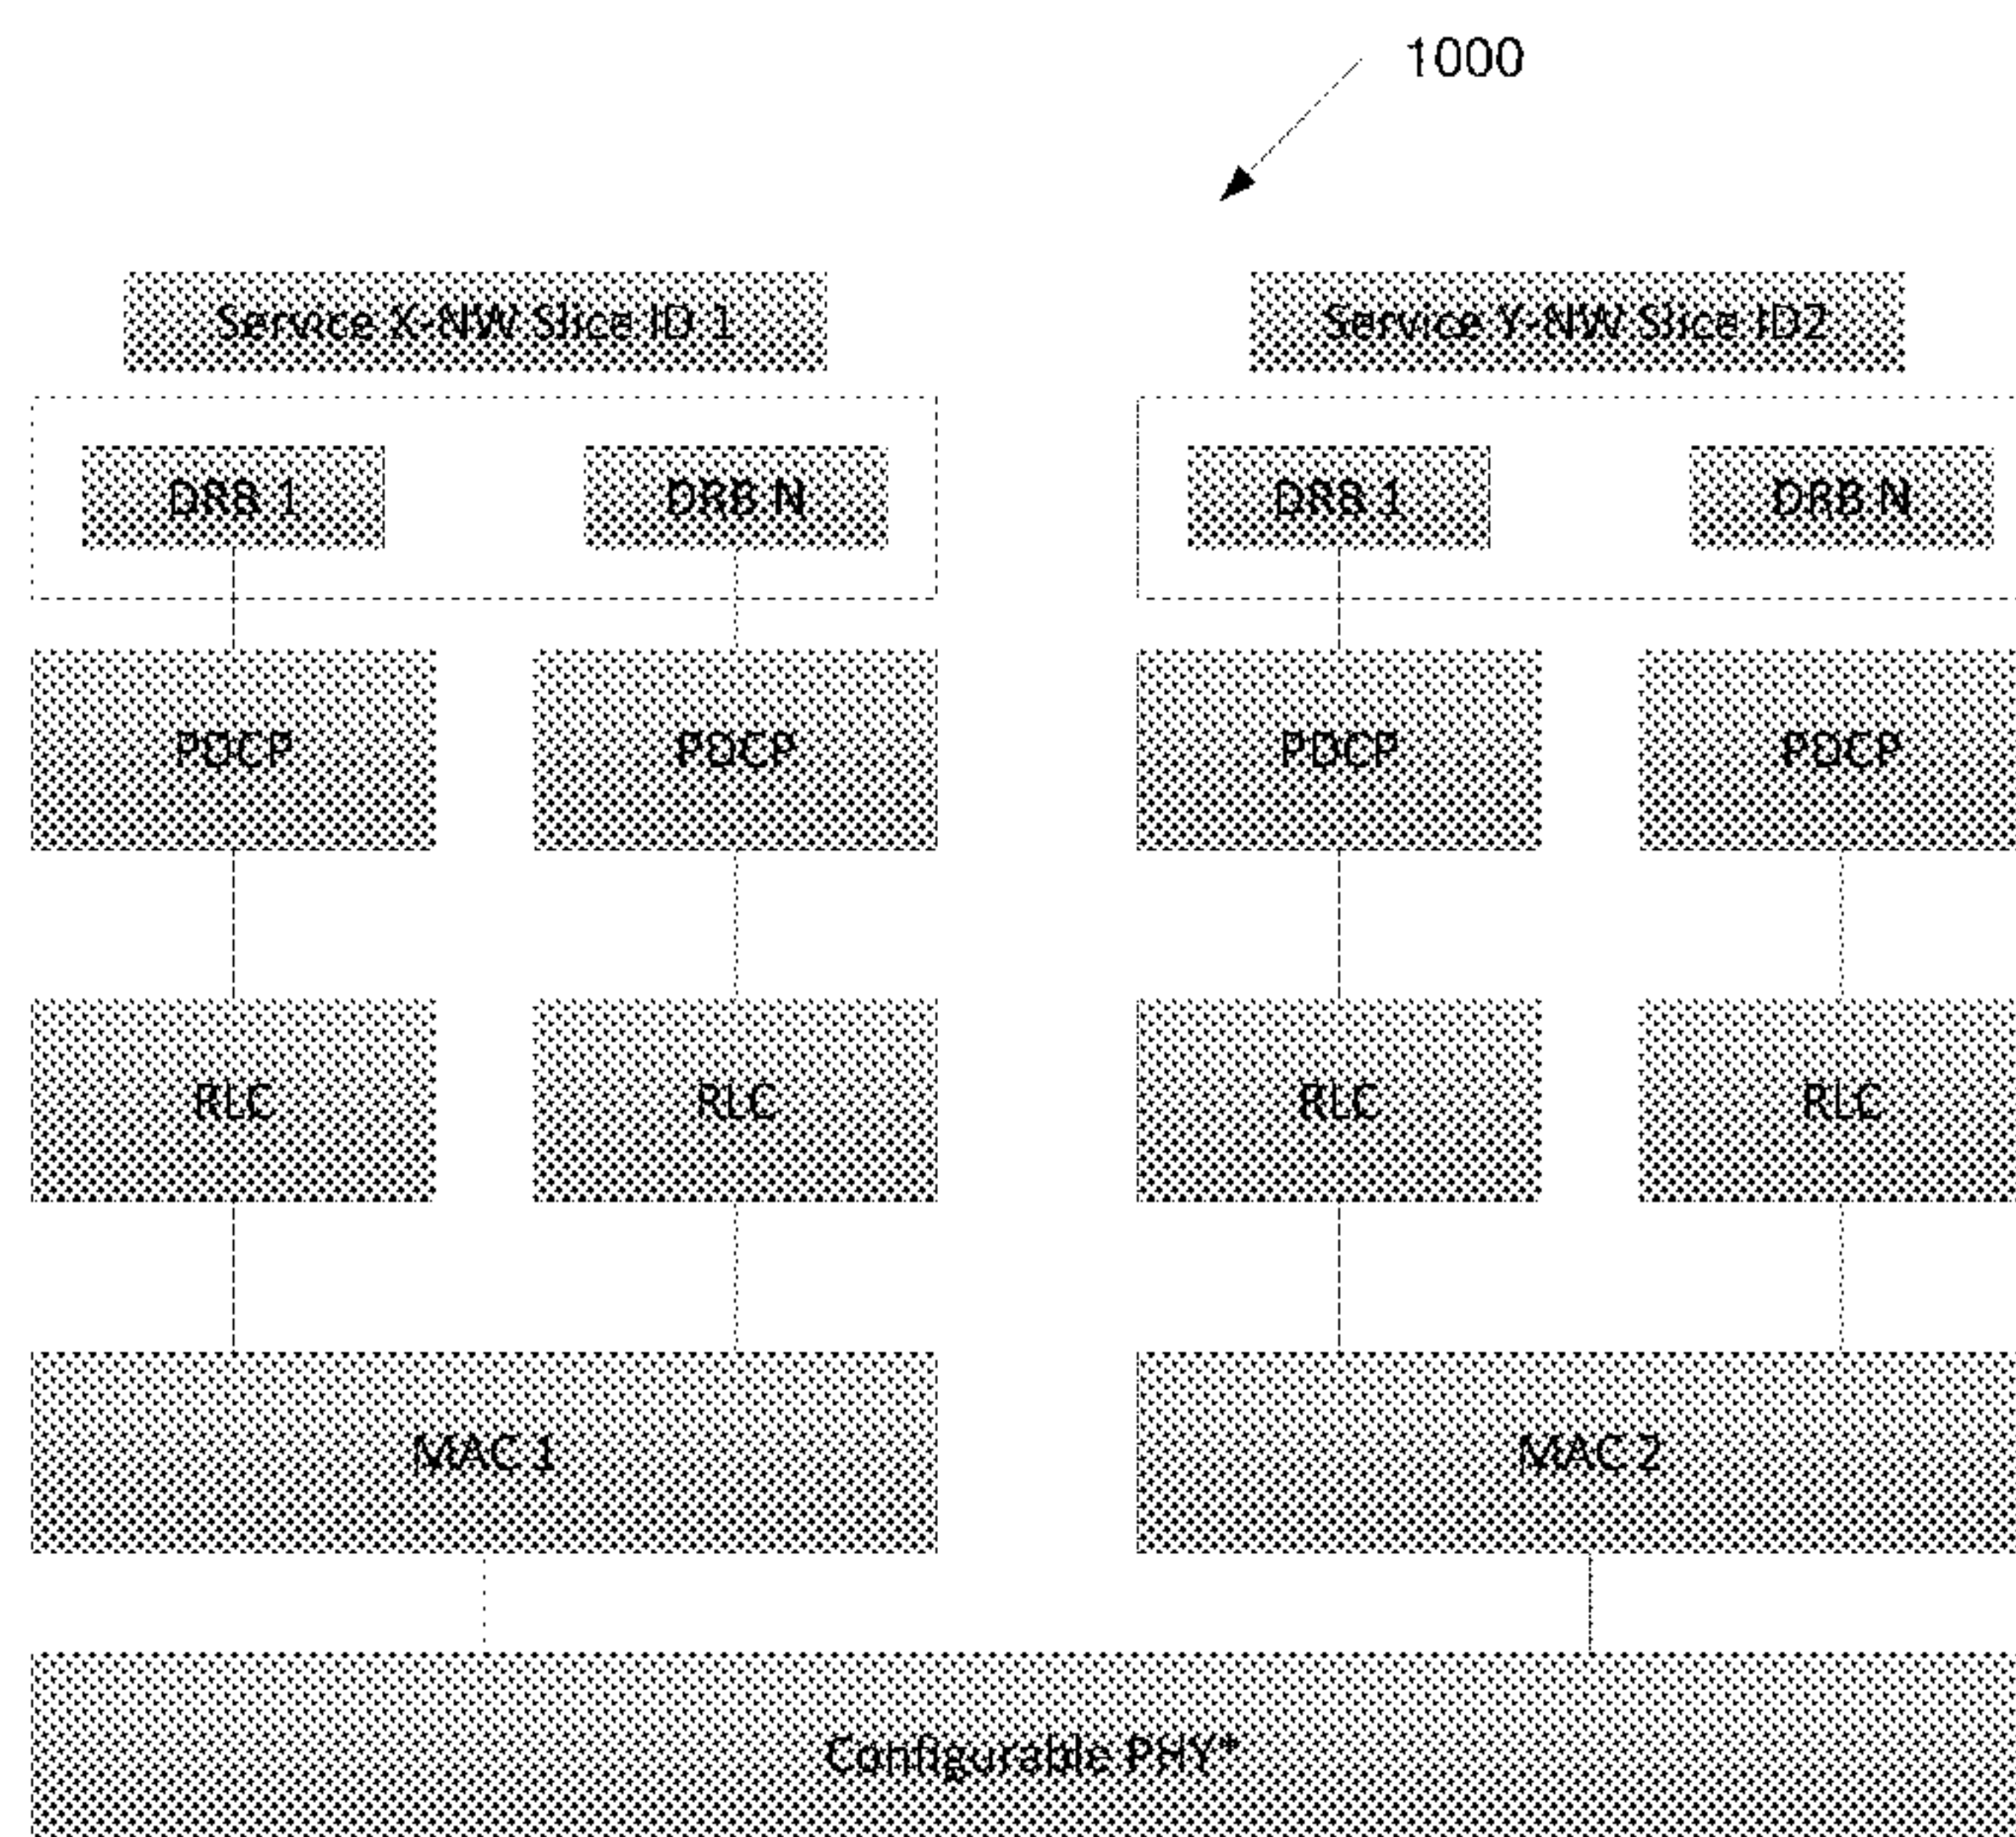 1000
Service X-NW Slice ID 1
Service Y-NW Slice ID2
DRB 1
DRB N
DRB 1
DRB N
PDCP
PDCP
PDCP
PDCP
RLC
RLC
RLC
RLC
MAC 1
MAC 2
Configurable PHY*